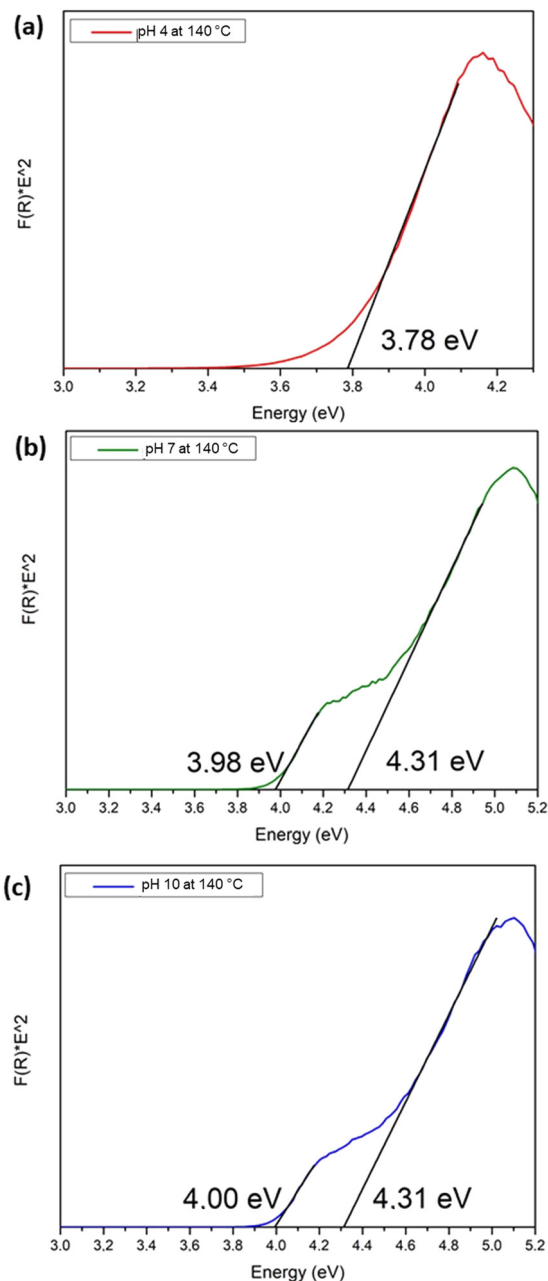 (a)
pH 4 at 140 °C
F(R)*E^2
3.78 eV
3.0 3.2 3.4 3.6 3.8 4.0 4.2
Energy (eV)
(b)
pH 7 at 140 °C
F(R)*E^2
3.98 eV 4.31 eV
3.0 3.2 3.4 3.6 3.8 4.0 4.2 4.4 4.6 4.8 5.0 5.2
Energy (eV)
(c)
pH 10 at 140 °C
F(R)*E^2
4.00 eV 4.31 eV
3.0 3.2 3.4 3.6 3.8 4.0 4.2 4.4 4.6 4.8 5.0 5.2
Energy (eV)